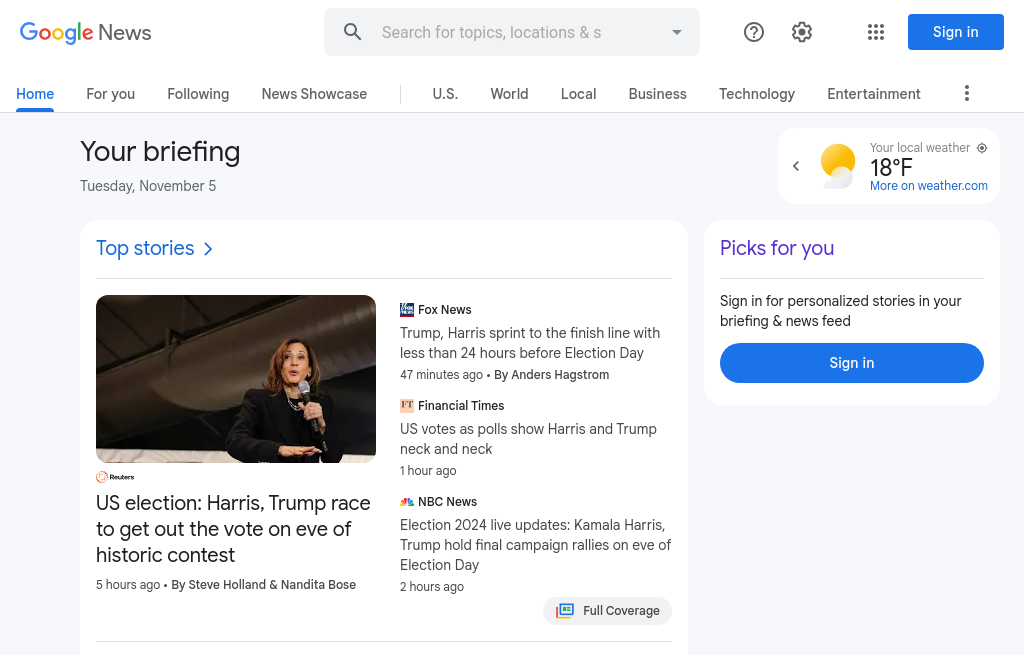 Google News
Search for topics, locations & s
Sign in
Home
For you
Following
News Showcase
U.S.
World
Local
Business
Technology
Entertainment
Your briefing
Tuesday, November 5
Your local weather
18°F
More on weather.com
Top stories
Reuters
US election: Harris, Trump race
to get out the vote on eve of
historic contest
5 hours ago • By Steve Holland & Nandita Bose
FOX NEWS
Fox News
Trump, Harris sprint to the finish line with
less than 24 hours before Election Day
47 minutes ago • By Anders Hagstrom
FT
Financial Times
US votes as polls show Harris and Trump
neck and neck
1 hour ago
NBC News
Election 2024 live updates: Kamala Harris,
Trump hold final campaign rallies on eve of
Election Day
2 hours ago
Full Coverage
Picks for you
Sign in for personalized stories in your
briefing & news feed
Sign in